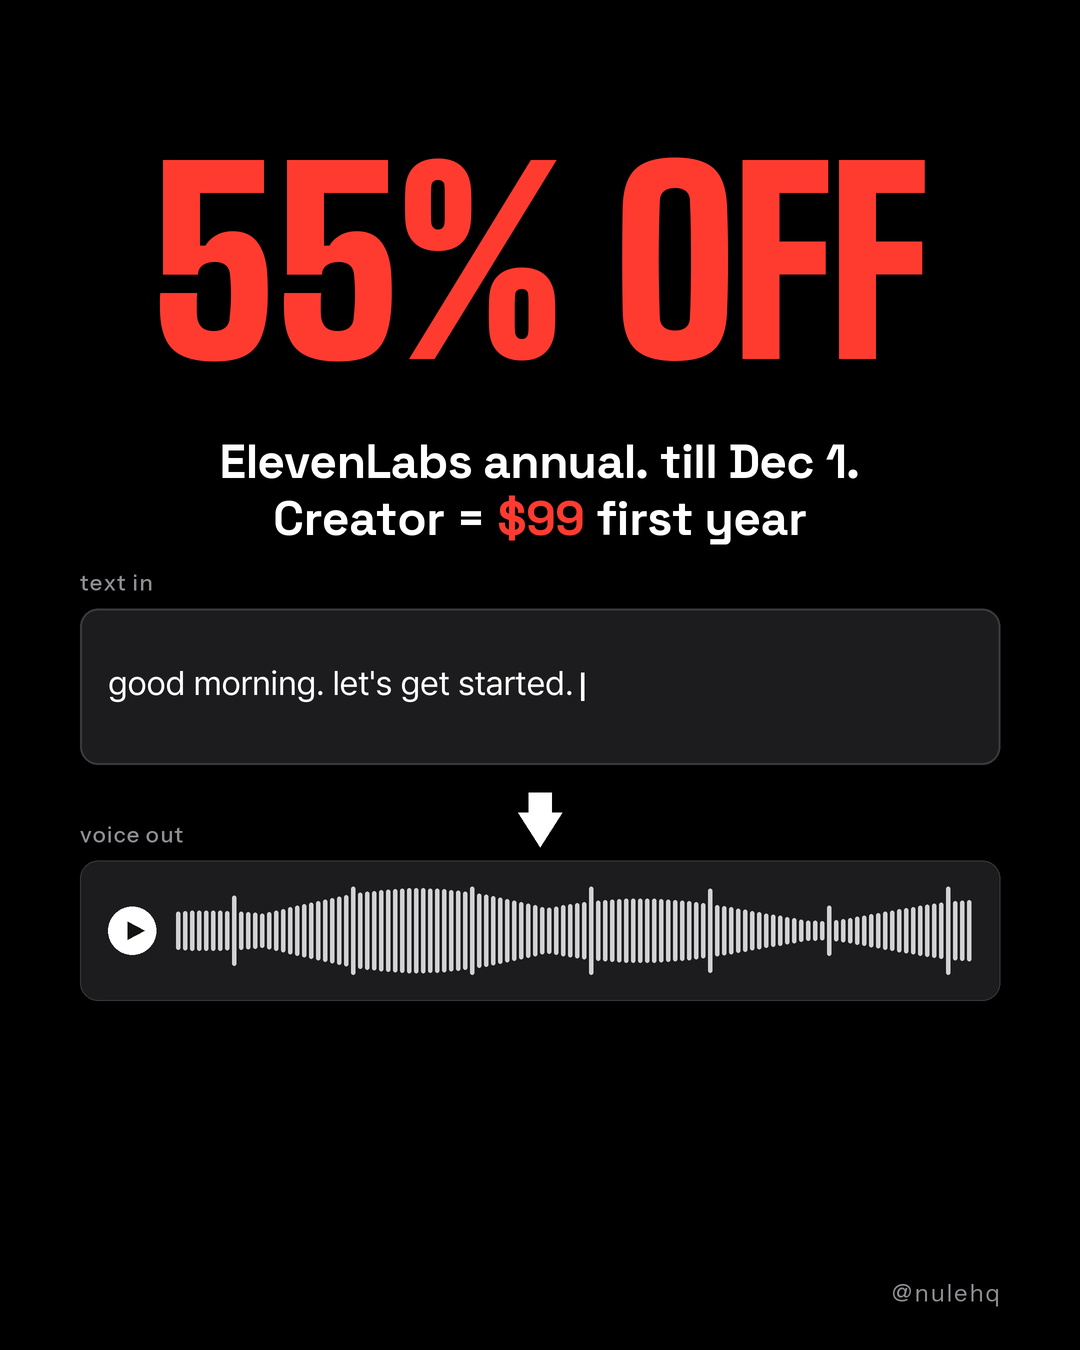 55% OFF
ElevenLabs annual. till Dec 1.
Creator = $99 first year
text in
good morning. let's get started.
voice out
@nulehq